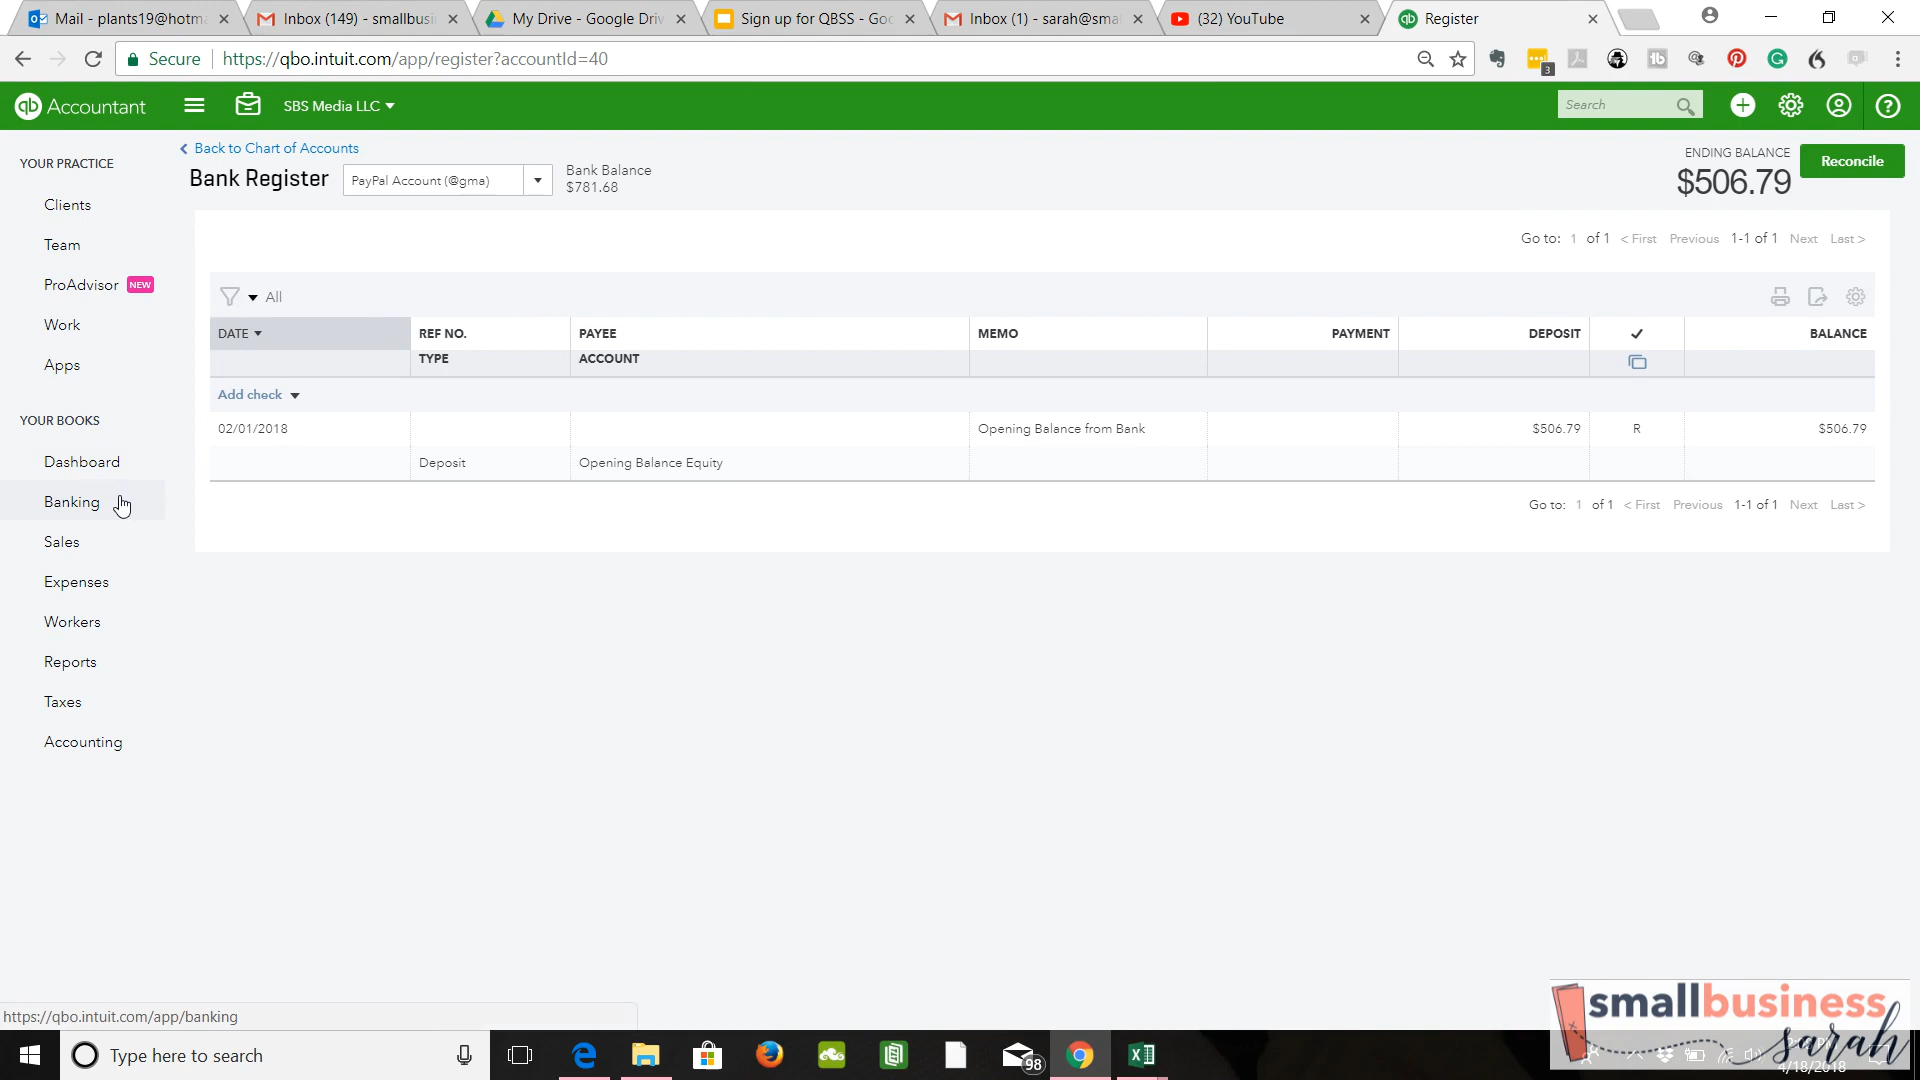 Mail - plants19@hotma
Inbox (149) - smallbusi
My Drive - Google Driv
Sign up for QBSS - Goo
Inbox (1) - sarah@smal
(32) YouTube
Register
Secure
https://qbo.intuit.com/app/register?accountId=40
3
qb Accountant
SBS Media LLC
Search
YOUR PRACTICE
Clients
Team
ProAdvisor NEW
Work
Apps
YOUR BOOKS
Dashboard
Banking
Sales
Expenses
Workers
Reports
Taxes
Accounting
Back to Chart of Accounts
Bank Register
PayPal Account (@gma)
Bank Balance
$781.68
ENDING BALANCE
$506.79
Reconcile
Go to: 1 of 1 < First Previous 1-1 of 1 Next Last >
All
DATE REF NO. PAYEE MEMO PAYMENT DEPOSIT ✓ BALANCE
TYPE ACCOUNT
Add check
02/01/2018 Opening Balance from Bank $506.79 R $506.79
Deposit Opening Balance Equity
Go to: 1 of 1 < First Previous 1-1 of 1 Next Last >
https://qbo.intuit.com/app/banking
Type here to search
98
smallbusiness
sarah
4/18/2018